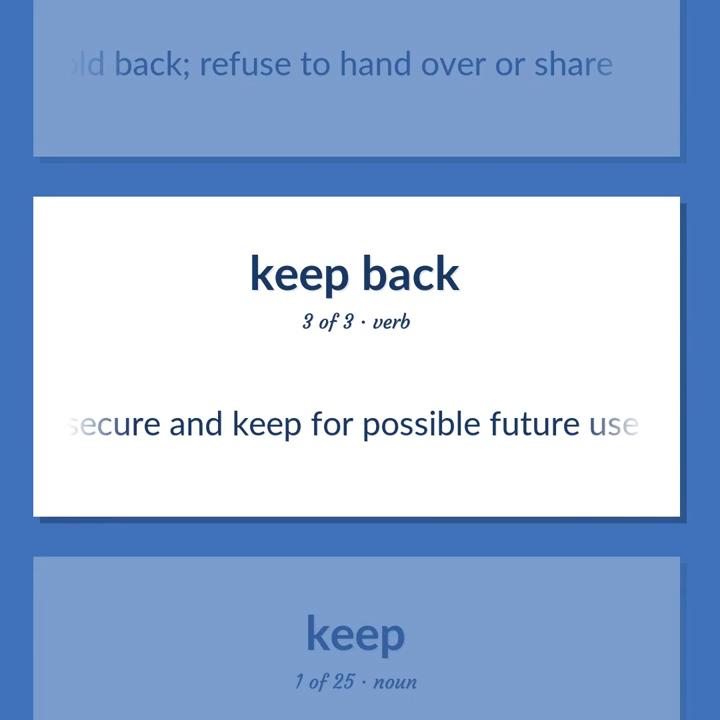 back; refuse to hand over or share
keep back
3 of 3 · verb
secure and keep for possible future use
keep
1 of 25 · noun